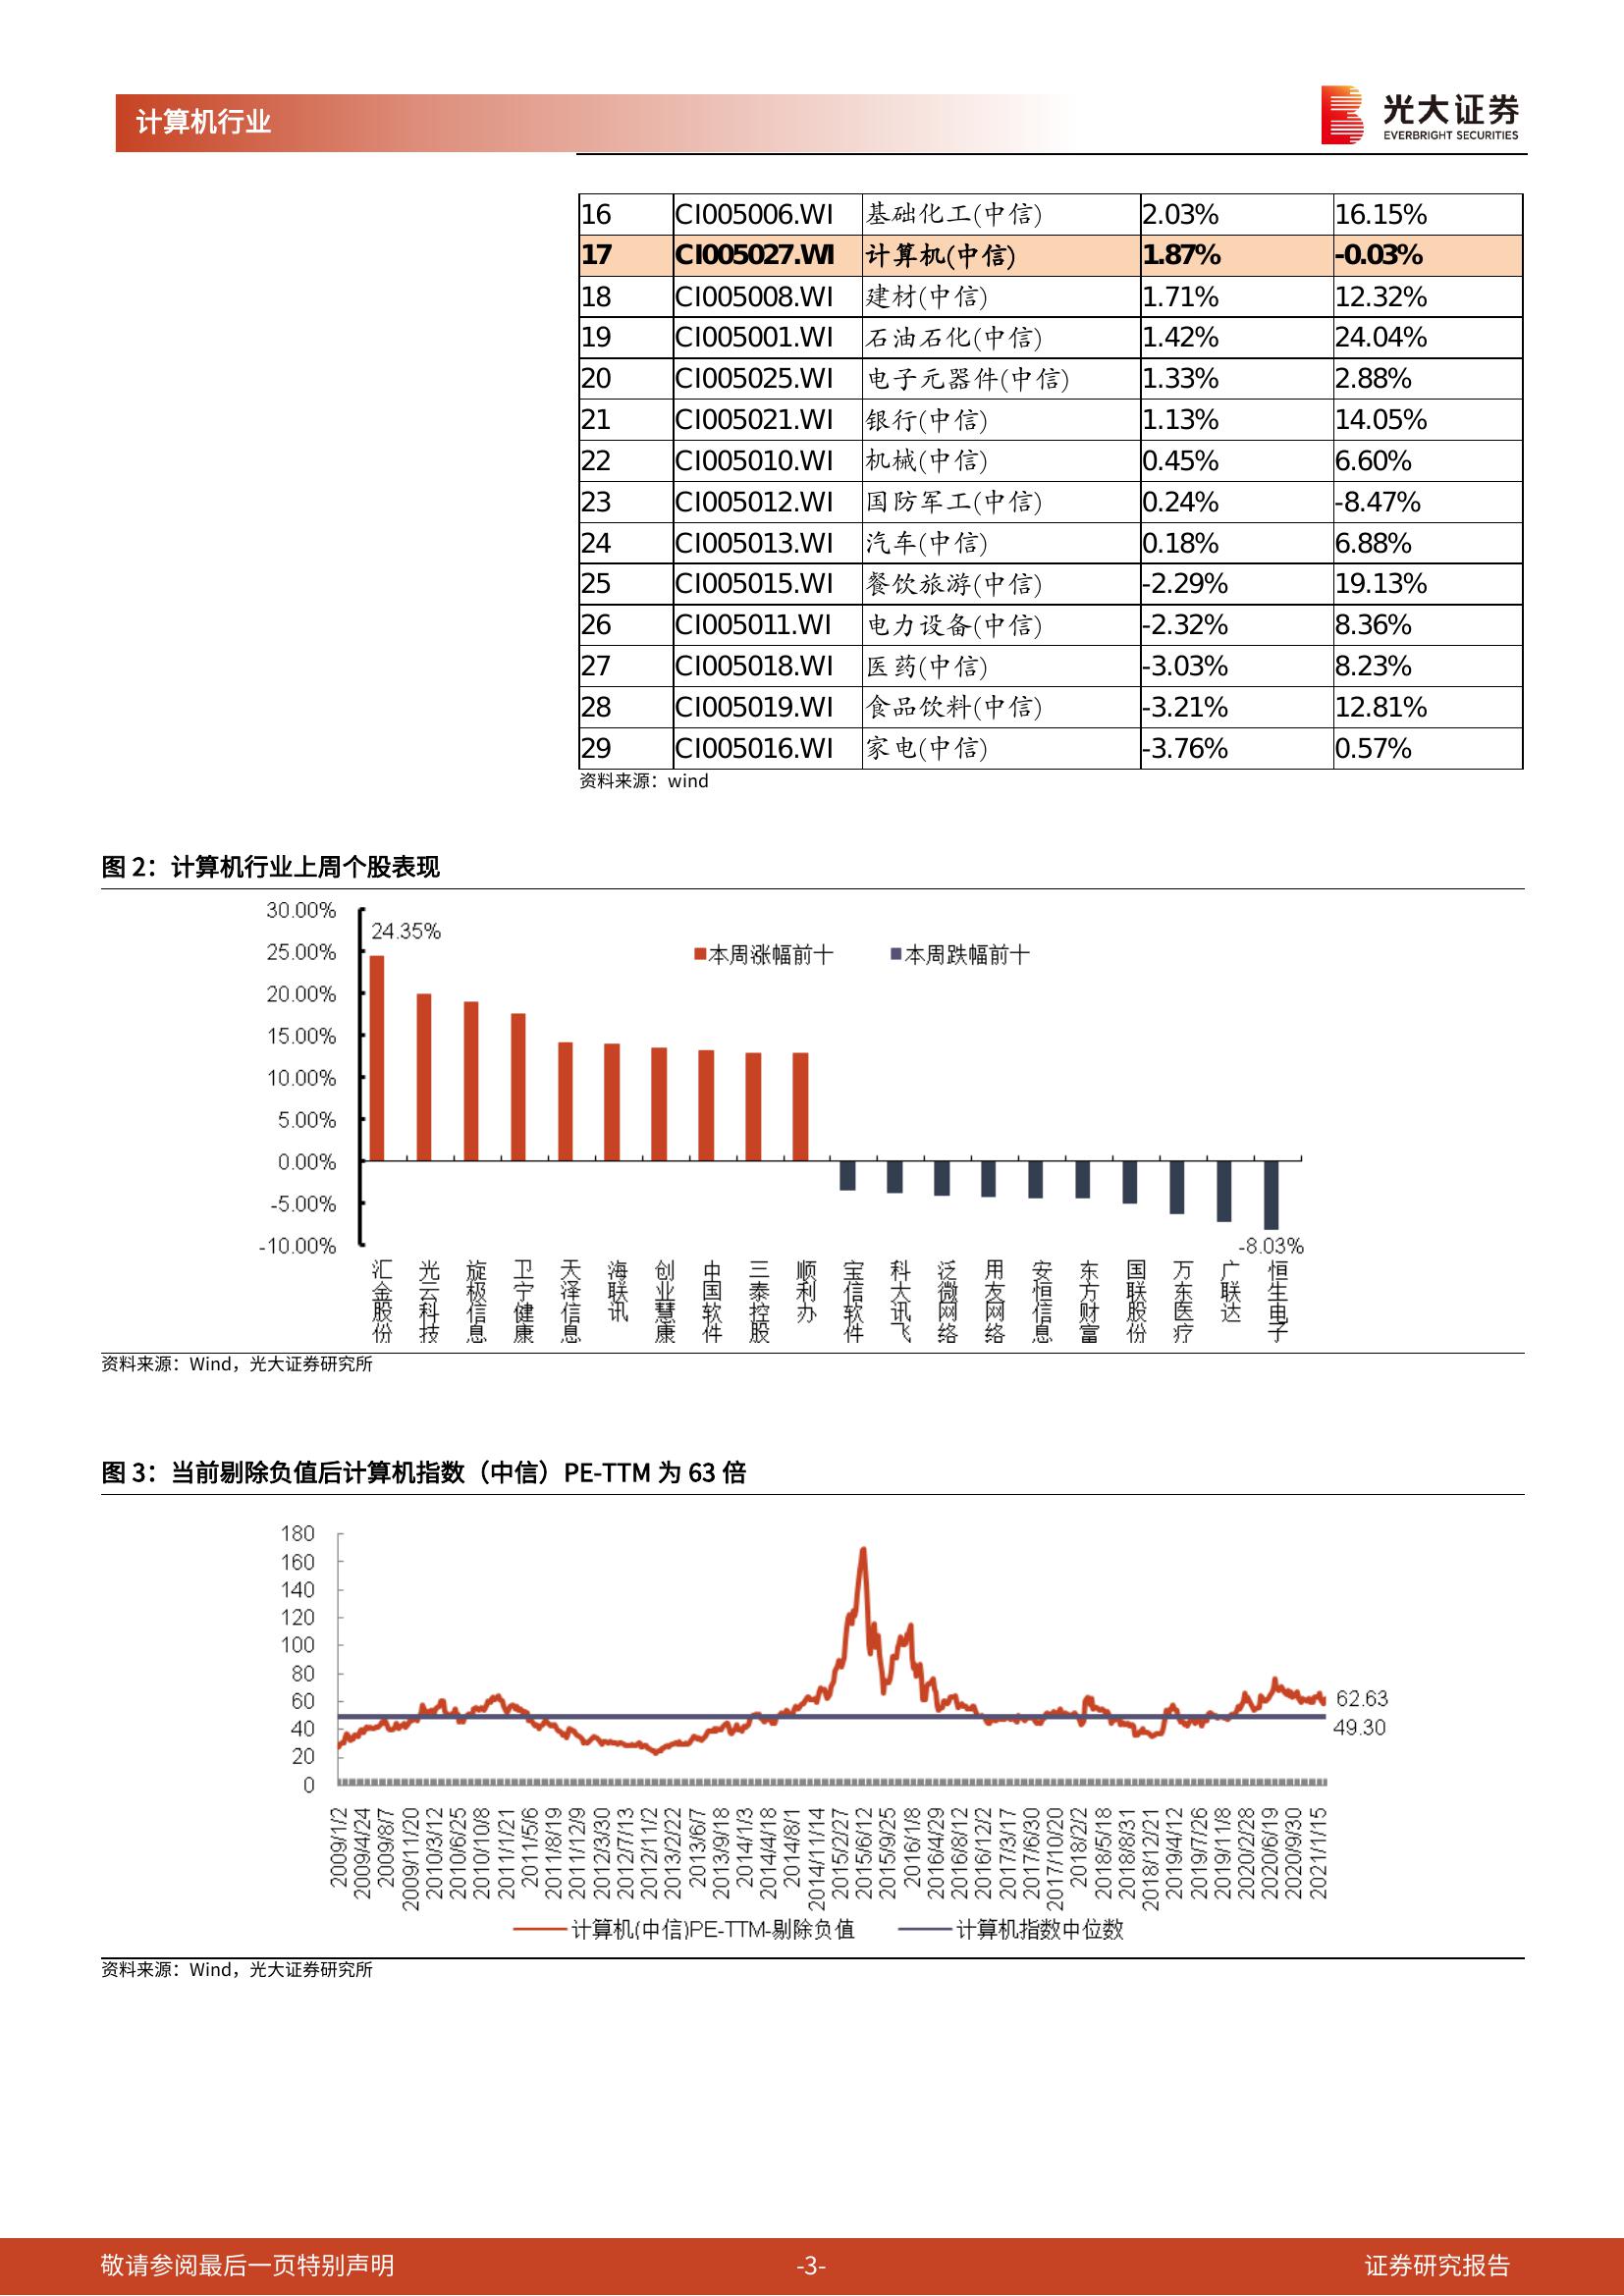 计算机行业
光大证券
EVERBRIGHT SECURITIES
16 CI005006.WI 基础化工(中信) 2.03% 16.15%
17 CI005027.WI 计算机(中信) 1.87% -0.03%
18 CI005008.WI 建材(中信) 1.71% 12.32%
19 CI005001.WI 石油石化(中信) 1.42% 24.04%
20 CI005025.WI 电子元器件(中信) 1.33% 2.88%
21 CI005021.WI 银行(中信) 1.13% 14.05%
22 CI005010.WI 机械(中信) 0.45% 6.60%
23 CI005012.WI 国防军工(中信) 0.24% -8.47%
24 CI005013.WI 汽车(中信) 0.18% 6.88%
25 CI005015.WI 餐饮旅游(中信) -2.29% 19.13%
26 CI005011.WI 电力设备(中信) -2.32% 8.36%
27 CI005018.WI 医药(中信) -3.03% 8.23%
28 CI005019.WI 食品饮料(中信) -3.21% 12.81%
29 CI005016.WI 家电(中信) -3.76% 0.57%
资料来源：wind
图 2：计算机行业上周个股表现
30.00%
25.00%
20.00%
15.00%
10.00%
5.00%
0.00%
-5.00%
-10.00%
24.35%
本周涨幅前十 本周跌幅前十
-8.03%
汇金股份
光云科技
旋极信息
卫宁健康
天泽信息
海联讯
创业慧康
中国软件
三泰控股
顺利办
宝信软件
科大讯飞
泛微网络
用友网络
安恒信息
东方财富
国联股份
万东医疗
广联达
恒生电子
资料来源：Wind，光大证券研究所
图 3：当前剔除负值后计算机指数（中信）PE-TTM 为 63 倍
180
160
140
120
100
80
60
40
20
0
62.63
49.30
2009/1/2
2009/4/24
2009/8/7
2009/11/20
2010/3/12
2010/6/25
2010/10/8
2011/1/21
2011/5/6
2011/8/19
2011/12/9
2012/3/30
2012/7/13
2012/11/2
2013/2/22
2013/6/7
2013/9/18
2014/1/3
2014/4/18
2014/8/1
2014/11/14
2015/2/27
2015/6/12
2015/9/25
2016/1/8
2016/4/29
2016/8/12
2016/12/2
2017/3/17
2017/6/30
2017/10/20
2018/2/2
2018/5/18
2018/8/31
2018/12/21
2019/4/12
2019/7/26
2019/11/8
2020/2/28
2020/6/19
2020/9/30
2021/1/15
计算机(中信)PE-TTM-剔除负值 计算机指数中位数
资料来源：Wind，光大证券研究所
敬请参阅最后一页特别声明 -3- 证券研究报告